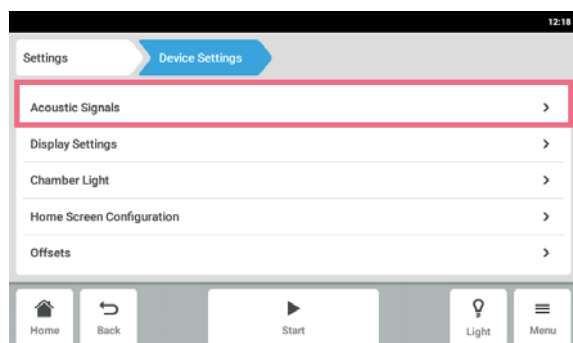 12:18
Settings Device Settings
Acoustic Signals
Display Settings
Chamber Light
Home Screen Configuration
Offsets
Home Back Start Light Menu